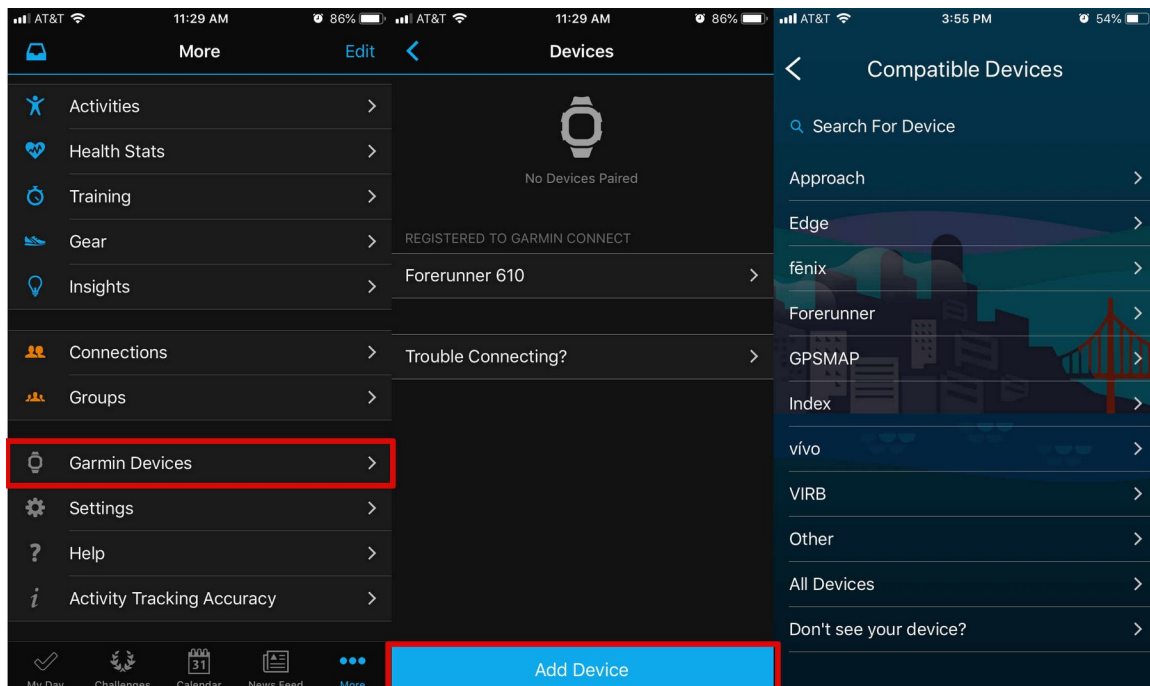 AT&T 11:29 AM 86%
More Edit
Activities
Health Stats
Training
Gear
Insights
Connections
Groups
Garmin Devices
Settings
? Help
i Activity Tracking Accuracy
31
My Day Challenges Calendar News Feed More
AT&T 11:29 AM 86%
Devices
No Devices Paired
REGISTERED TO GARMIN CONNECT
Forerunner 610
Trouble Connecting?
Add Device
AT&T 3:55 PM 54%
Compatible Devices
Search For Device
Approach
Edge
fēnix
Forerunner
GPSMAP
Index
vívo
VIRB
Other
All Devices
Don't see your device?